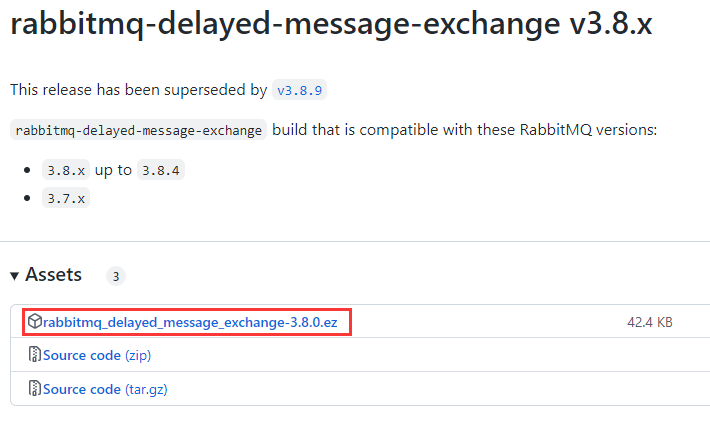 rabbitmq-delayed-message-exchange v3.8.x
This release has been superseded by v3.8.9
rabbitmq-delayed-message-exchange build that is compatible with these RabbitMQ versions:
3.8.x up to 3.8.4
3.7.x
Assets 3
rabbitmq_delayed_message_exchange-3.8.0.ez 42.4 KB
Source code (zip)
Source code (tar.gz)